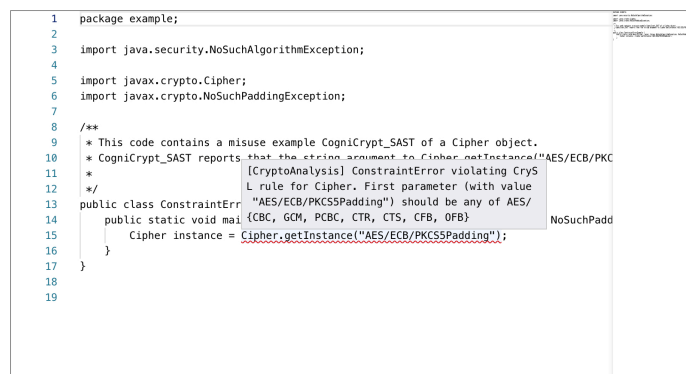 1 package example;
2
3 import java.security.NoSuchAlgorithmException;
4
5 import javax.crypto.Cipher;
6 import javax.crypto.NoSuchPaddingException;
7
8 /**
9 * This code contains a misuse example CogniCrypt_SAST of a Cipher object.
10 * CogniCrypt_SAST reports that the string argument to Cipher.getInstance("AES/ECB/PKC
11 *
12 */
13 public class ConstraintErr
14 public static void mai NoSuchPadd
15 Cipher instance = Cipher.getInstance("AES/ECB/PKCS5Padding");
16 }
17 }
18
19
[CryptoAnalysis] ConstraintError violating CryS
L rule for Cipher. First parameter (with value
"AES/ECB/PKCS5Padding") should be any of AES/
{CBC, GCM, PCBC, CTR, CTS, CFB, OFB}